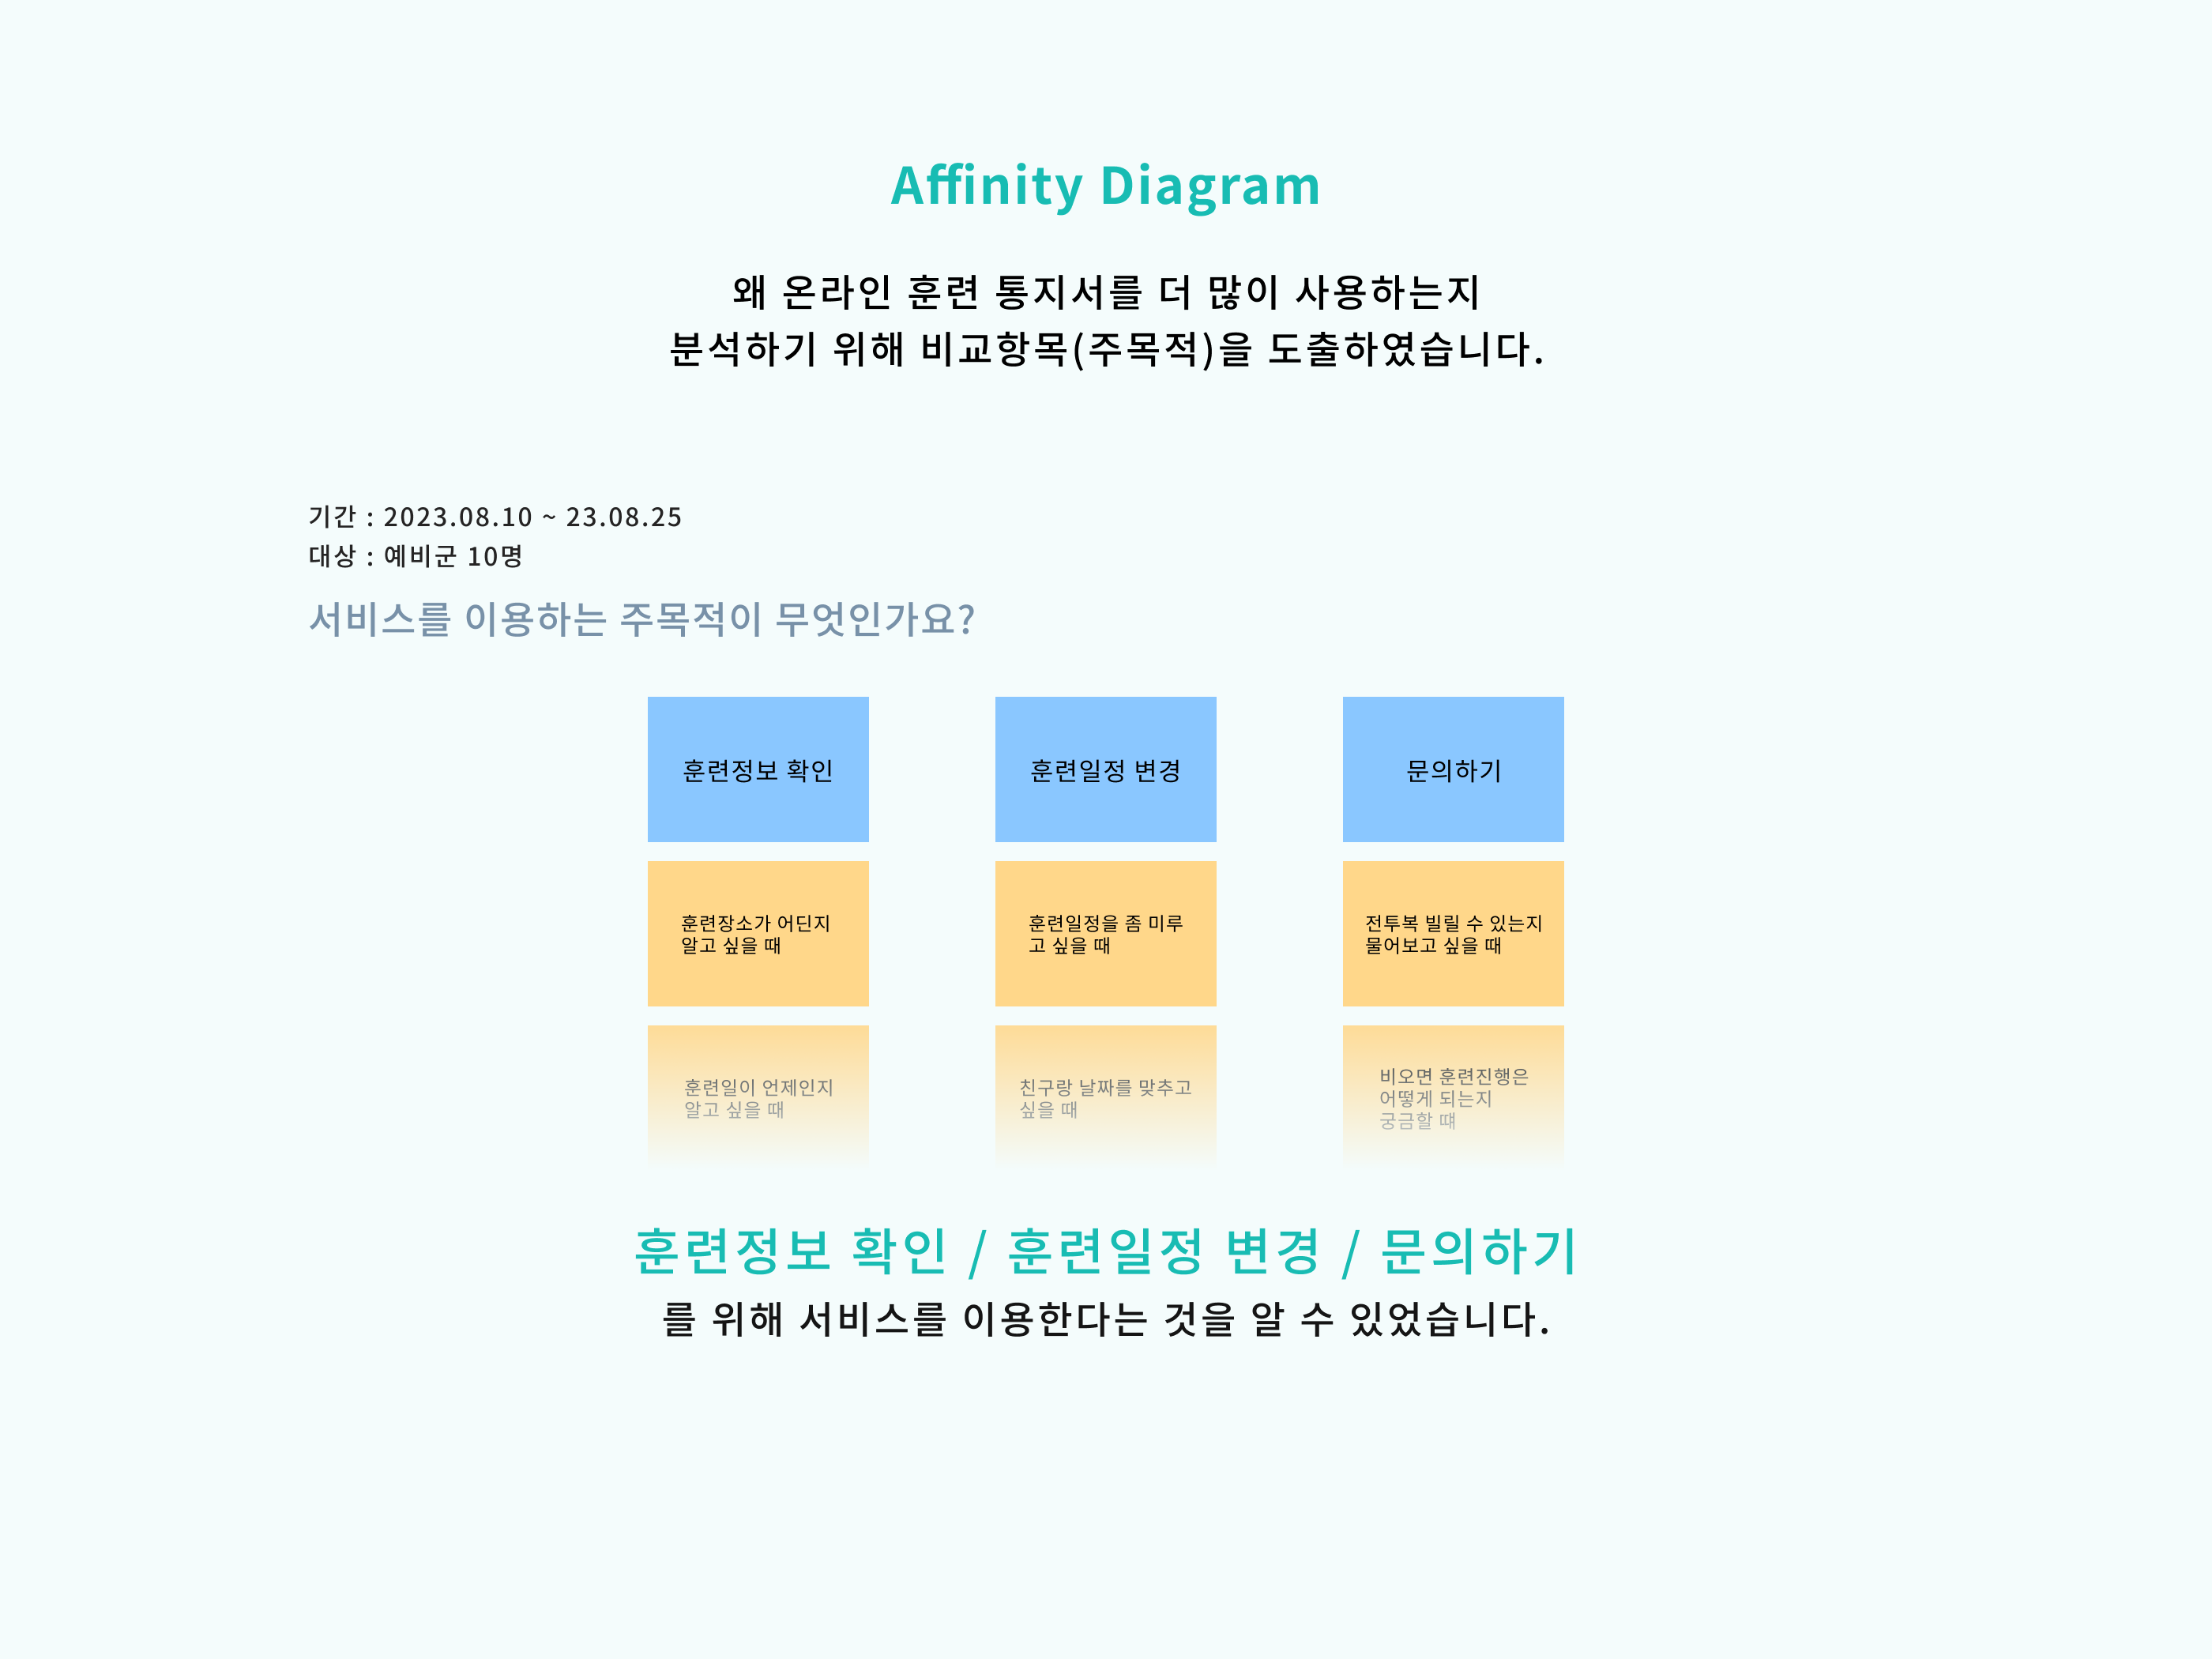 Affinity Diagram
왜 온라인 훈련 통지서를 더 많이 사용하는지
분석하기 위해 비교항목(주목적)을 도출하였습니다.
기간 : 2023.08.10 ~ 23.08.25
대상 : 예비군 10명
서비스를 이용하는 주목적이 무엇인가요?
훈련정보 확인
훈련일정 변경
문의하기
훈련장소가 어딘지
알고 싶을 때
훈련일정을 좀 미루
고 싶을 때
전투복 빌릴 수 있는지
물어보고 싶을 때
훈련일이 언제인지
알고 싶을 때
친구랑 날짜를 맞추고
싶을 때
비오면 훈련진행은
어떻게 되는지
궁금할 떄
훈련정보 확인 / 훈련일정 변경 / 문의하기
를 위해 서비스를 이용한다는 것을 알 수 있었습니다.